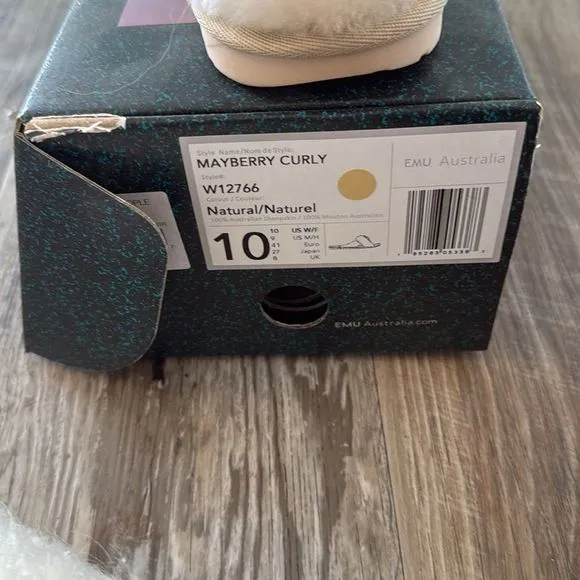 Style Name/Nom de Style:
MAYBERRY CURLY
Style#:
W12766
Colour / Couleur
Natural/Naturel
100% Australian Sheepskin / 100% Mouton Australien
10
10 US W/F
9 US M/H
41 Euro
27 Japan
8 UK
EMU Australia
EMU Australia.com